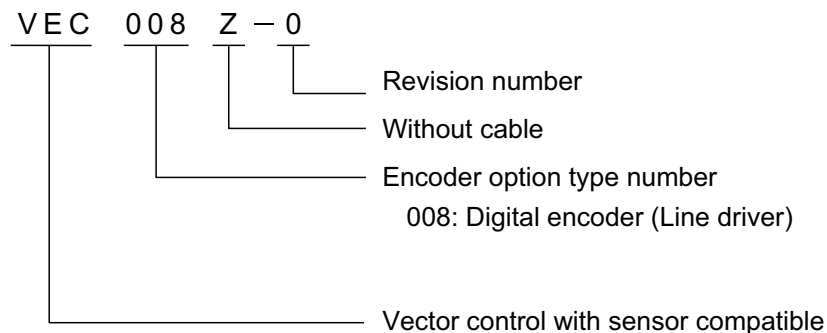 VEC 008 Z - 0
Revision number
Without cable
Encoder option type number
008: Digital encoder (Line driver)
Vector control with sensor compatible